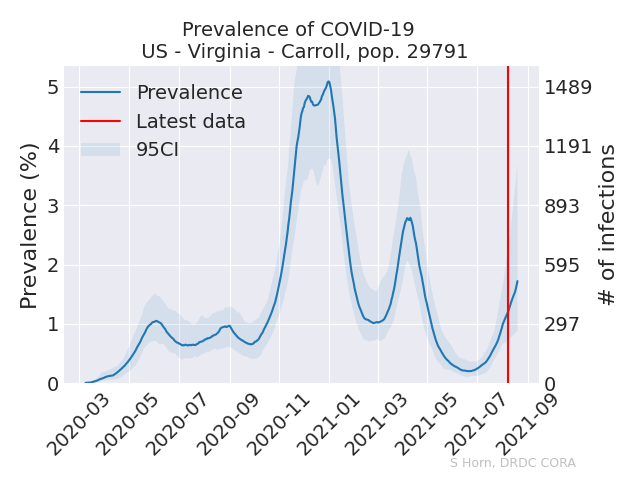 Prevalence of COVID-19
US - Virginia - Carroll, pop. 29791
Prevalence
Latest data
95CI
Prevalence (%)
5
4
3
2
1
0
1489
1191
893
595
297
0
# of infections
2020-03
2020-05
2020-07
2020-09
2020-11
2021-01
2021-03
2021-05
2021-07
2021-09
S Horn, DRDC CORA